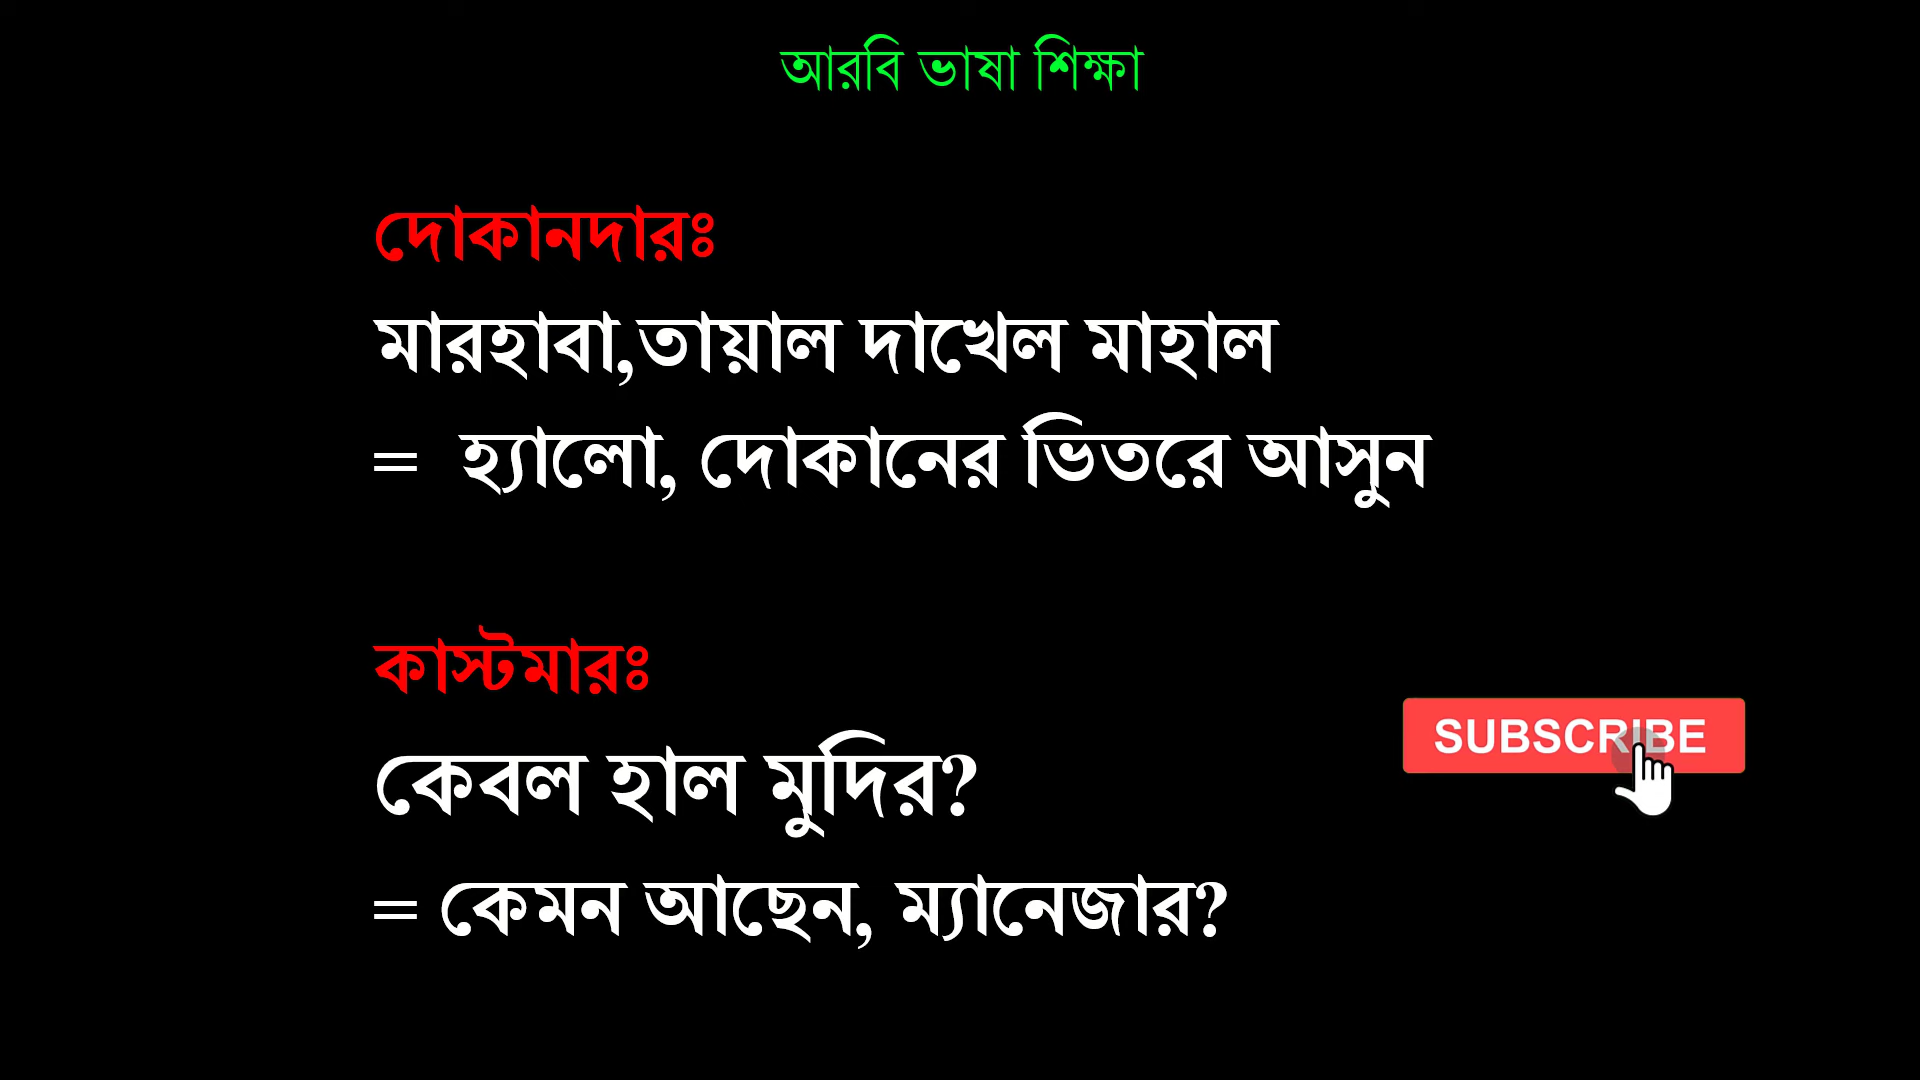 আরবি ভাষা শিক্ষা
দোকানদারঃ
মারহাবা,তায়াল দাখেল মাহাল
= হ্যালো, দোকানের ভিতরে আসুন
কাস্টমারঃ
কেবল হাল মুদির?
= কেমন আছেন, ম্যানেজার?
SUBSCRIBE